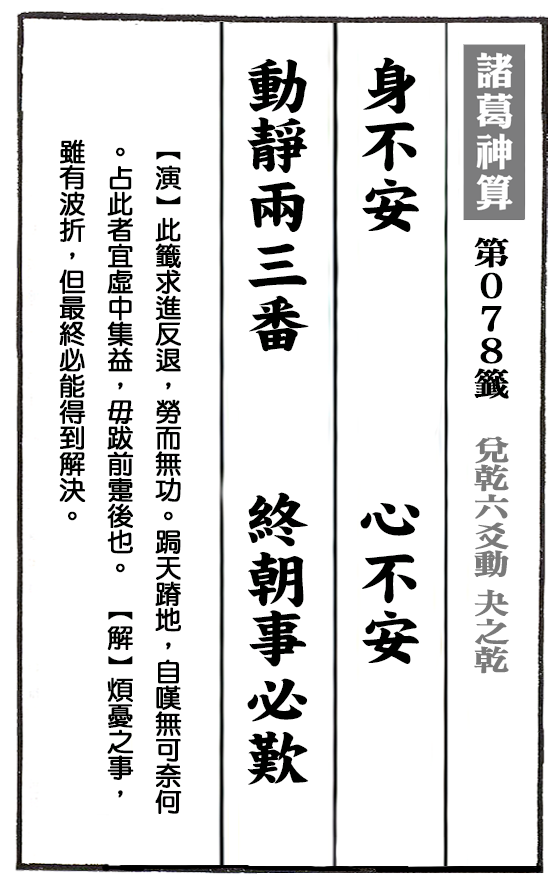 諸葛神算 第０７８籤 兌乾六爻動 夬之乾
身不安 心不安
動靜兩三番 終朝事必歎
【演】此籤求進反退，勞而無功。跼天蹐地，自嘆無可奈何
。占此者宜虛中集益，毋跋前疐後也。 【解】煩憂之事，
雖有波折，但最終必能得到解決。